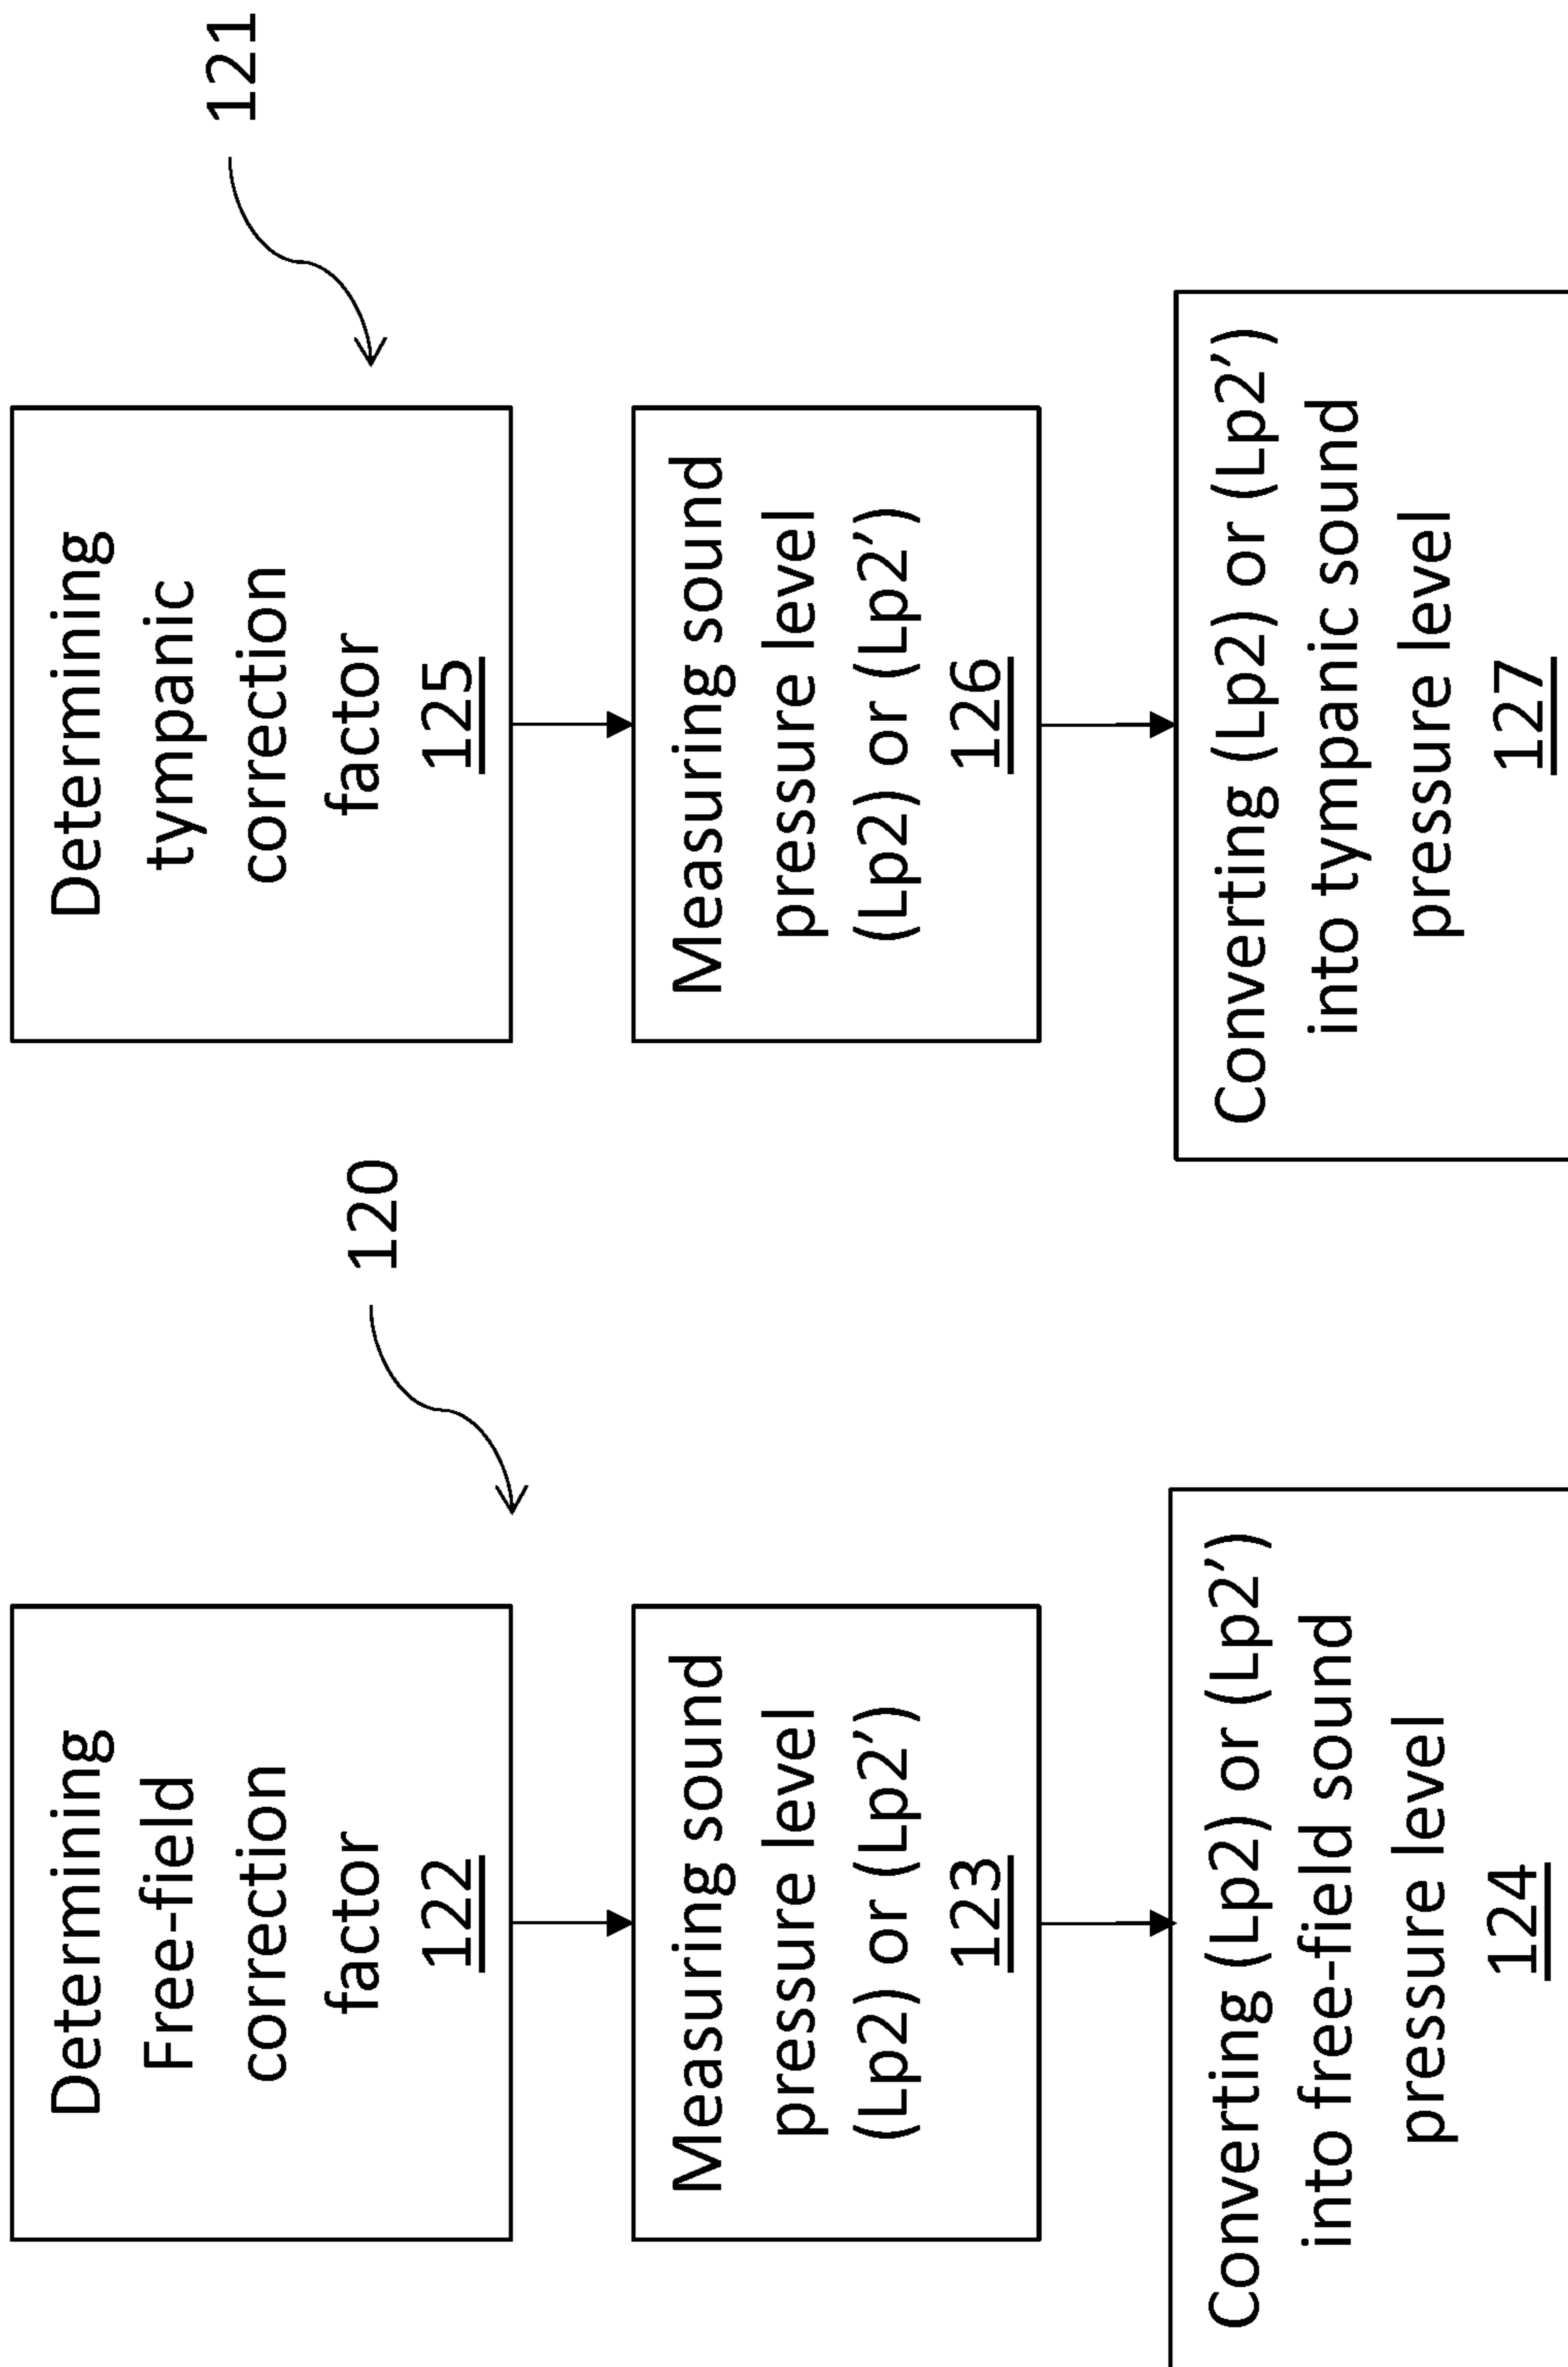 120
Determining
Free-field
correction
factor
122
Measuring sound
pressure level
(Lp2) or (Lp2’)
123
Converting (Lp2) or (Lp2’)
into free-field sound
pressure level
124
121
Determining
tympanic
correction
factor
125
Measuring sound
pressure level
(Lp2) or (Lp2’)
126
Converting (Lp2) or (Lp2’)
into tympanic sound
pressure level
127